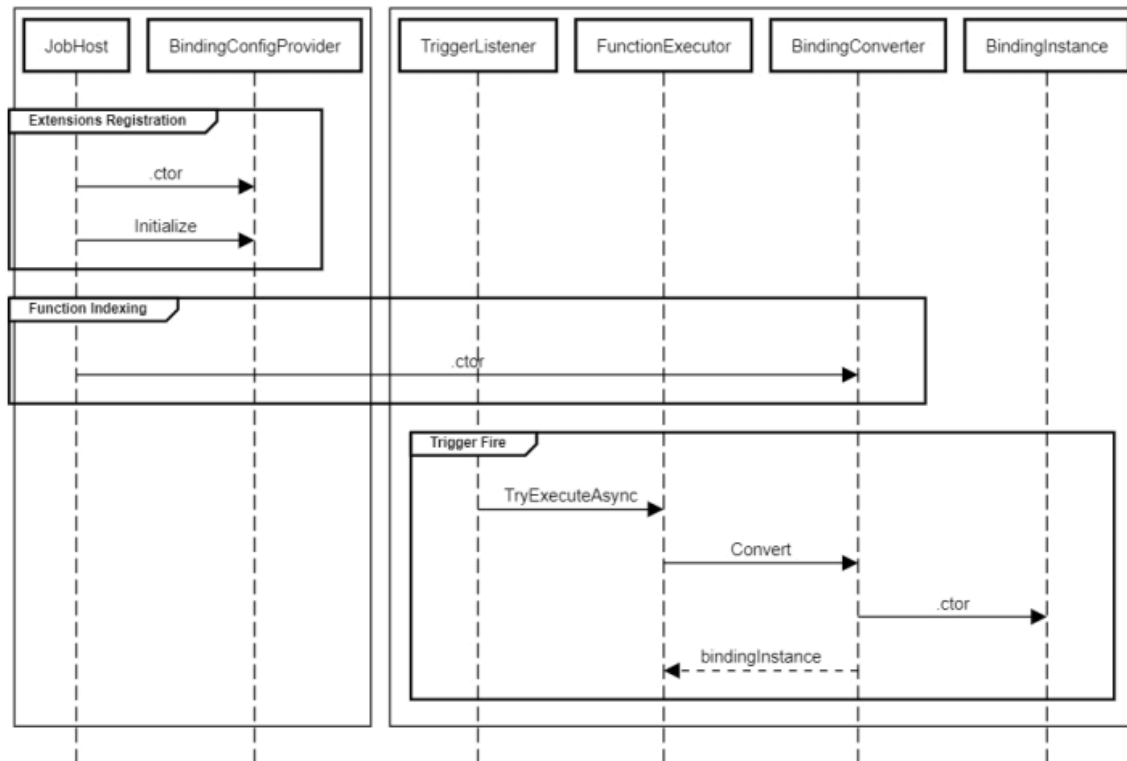 JobHost
BindingConfigProvider
TriggerListener
FunctionExecutor
BindingConverter
BindingInstance
Extensions Registration
.ctor
Initialize
Function Indexing
.ctor
Trigger Fire
TryExecuteAsync
Convert
.ctor
bindingInstance